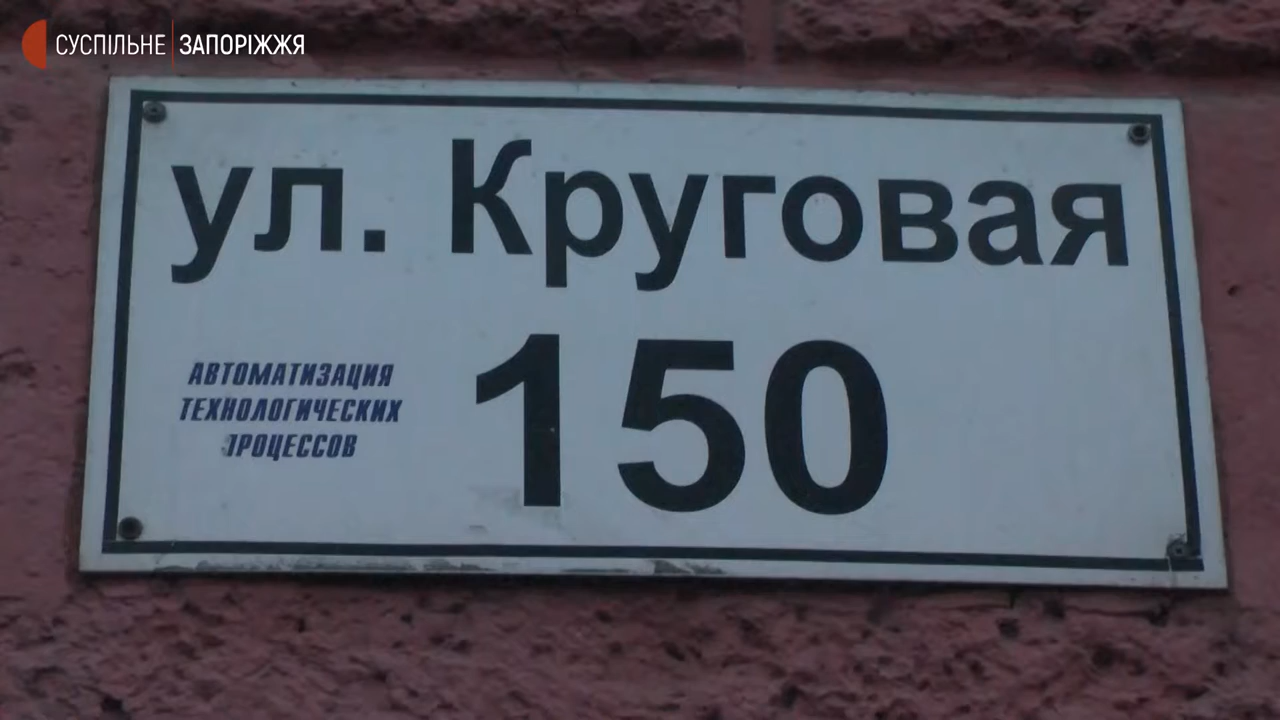 СУСПІЛЬНЕ ЗАПОРІЖЖЯ
ул. Круговая
150
АВТОМАТИЗАЦИЯ
ТЕХНОЛОГИЧЕСКИХ
ПРОЦЕССОВ